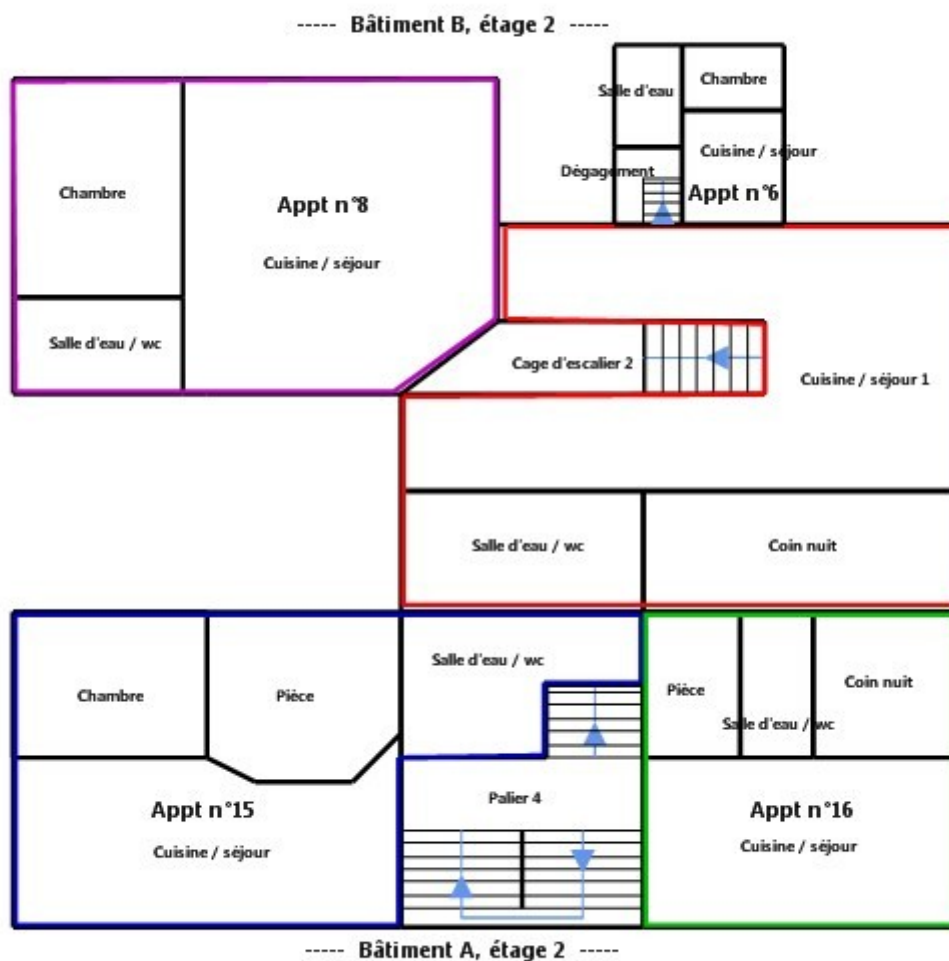 ----- Bâtiment B, étage 2 -----
Salle d'eau
Chambre
Cuisine / séjour
Dégagement
Appt n°6
Chambre
Appt n°8
Cuisine / séjour
Salle d'eau / wc
Cage d'escalier 2
Cuisine / séjour 1
Salle d'eau / wc
Coin nuit
Chambre
Pièce
Salle d'eau / wc
Pièce
Salle d'eau / wc
Coin nuit
Palier 4
Appt n°15
Cuisine / séjour
Appt n°16
Cuisine / séjour
----- Bâtiment A, étage 2 -----